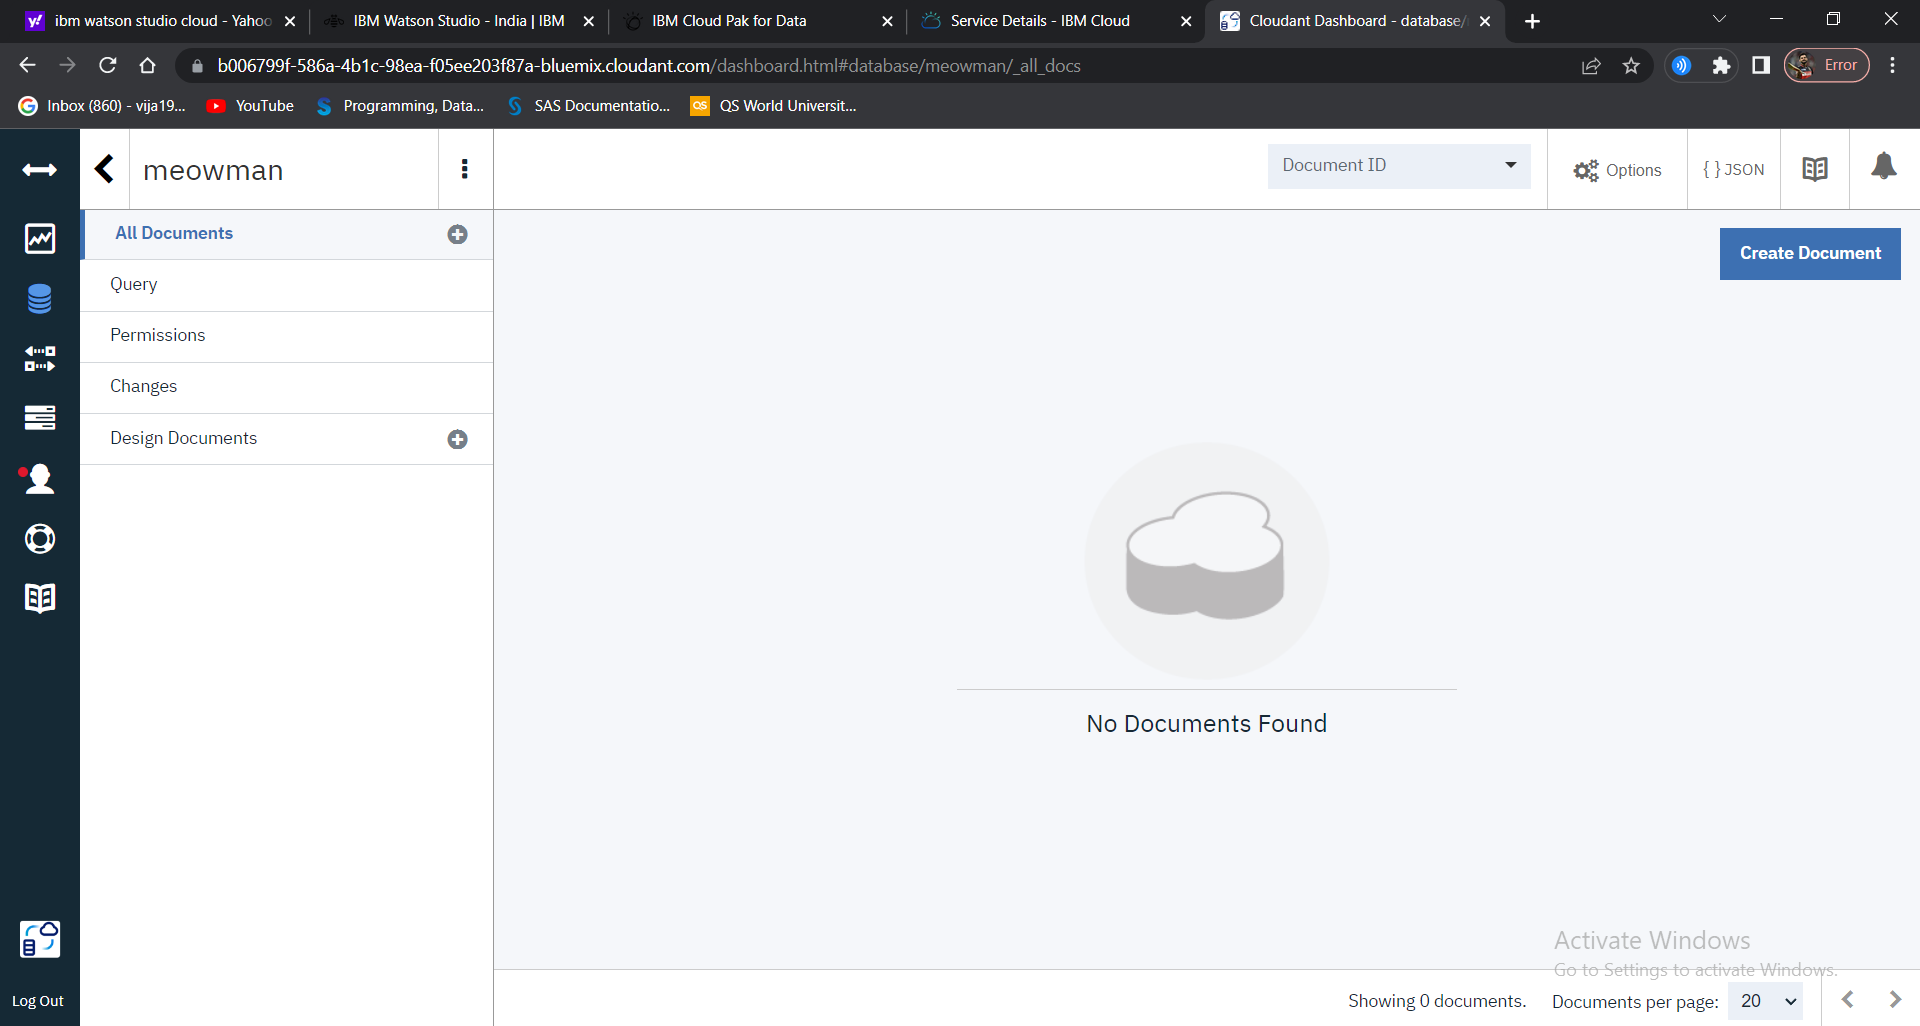 ibm watson studio cloud - Yahoo
IBM Watson Studio - India | IBM
IBM Cloud Pak for Data
Service Details - IBM Cloud
Cloudant Dashboard - database/
b006799f-586a-4b1c-98ea-f05ee203f87a-bluemix.cloudant.com/dashboard.html#database/meowman/_all_docs
Error
Inbox (860) - vija19...
YouTube
Programming, Data...
SAS Documentatio...
QS
QS World Universit...
meowman
Document ID
Options
{ } JSON
All Documents
Create Document
Query
Permissions
Changes
Design Documents
No Documents Found
Activate Windows
Go to Settings to activate Windows.
Log Out
Showing 0 documents.
Documents per page:
20